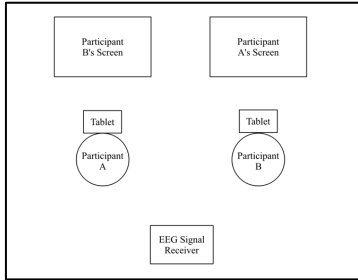 Participant
B's Screen
Participant
A's Screen
Tablet
Tablet
Participant
A
Participant
B
EEG Signal
Receiver